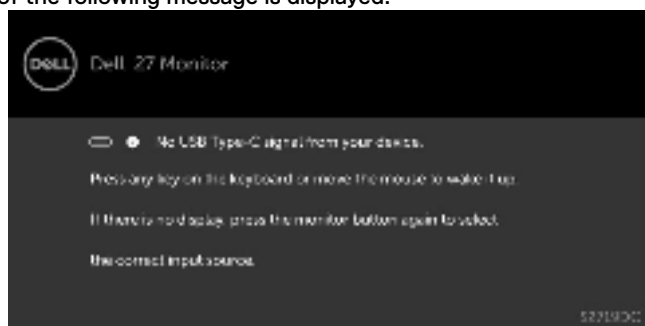 or the following message is displayed:
DELL
Dell 27 Monitor
No USB Type-C signal from your device.
Press any key on the keyboard or move the mouse to wake it up.
If there is no display, press the monitor button again to select
the correct input source.
S2719DC